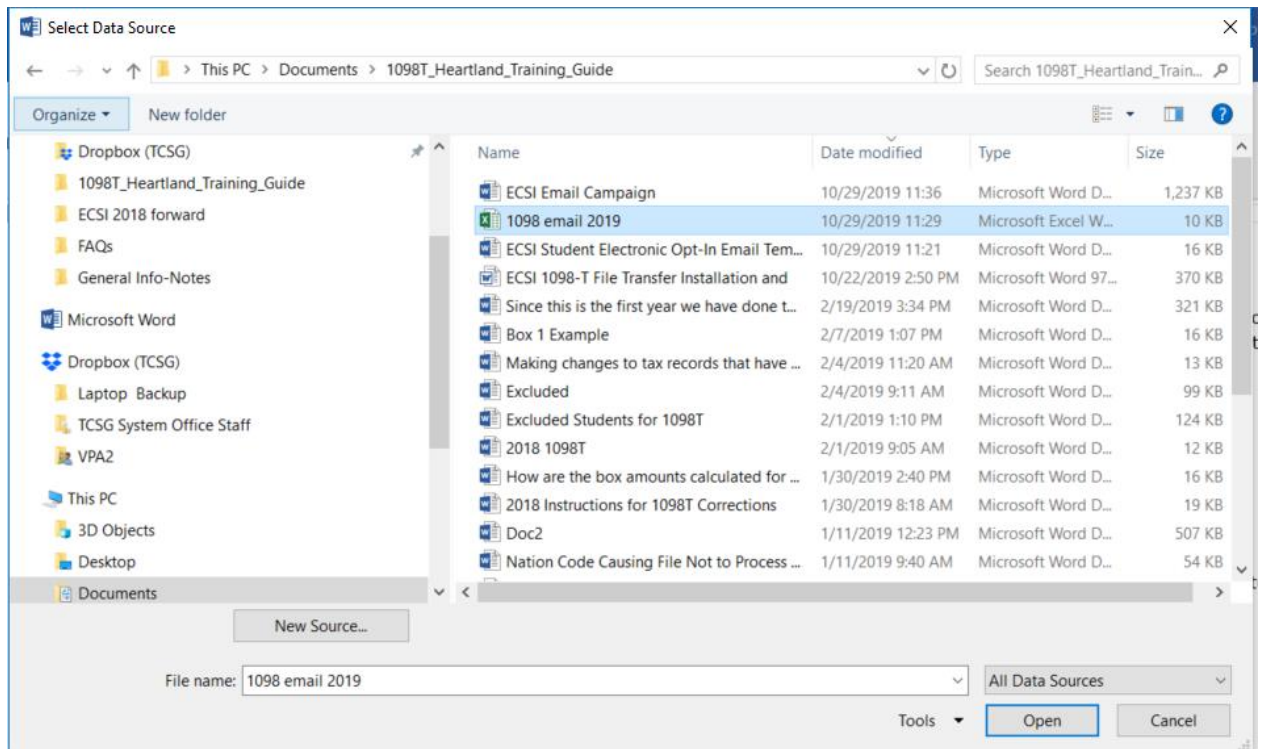 Select Data Source
> This PC > Documents > 1098T_Heartland_Training_Guide
Search 1098T_Heartland_Train...
Organize
New folder
Dropbox (TCSG)
1098T_Heartland_Training_Guide
ECSI 2018 forward
FAQs
General Info-Notes
Microsoft Word
Dropbox (TCSG)
Laptop Backup
TCSG System Office Staff
VPA2
This PC
3D Objects
Desktop
Documents
Name Date modified Type Size
ECSI Email Campaign 10/29/2019 11:36 Microsoft Word D... 1,237 KB
1098 email 2019 10/29/2019 11:29 Microsoft Excel W... 10 KB
ECSI Student Electronic Opt-In Email Tem... 10/29/2019 11:21 Microsoft Word D... 16 KB
ECSI 1098-T File Transfer Installation and 10/22/2019 2:50 PM Microsoft Word 97... 370 KB
Since this is the first year we have done t... 2/19/2019 3:34 PM Microsoft Word D... 321 KB
Box 1 Example 2/7/2019 1:07 PM Microsoft Word D... 16 KB
Making changes to tax records that have ... 2/4/2019 11:20 AM Microsoft Word D... 13 KB
Excluded 2/4/2019 9:11 AM Microsoft Word D... 99 KB
Excluded Students for 1098T 2/1/2019 1:10 PM Microsoft Word D... 124 KB
2018 1098T 2/1/2019 9:05 AM Microsoft Word D... 12 KB
How are the box amounts calculated for ... 1/30/2019 2:40 PM Microsoft Word D... 16 KB
2018 Instructions for 1098T Corrections 1/30/2019 8:18 AM Microsoft Word D... 19 KB
Doc2 1/11/2019 12:23 PM Microsoft Word D... 507 KB
Nation Code Causing File Not to Process ... 1/11/2019 9:40 AM Microsoft Word D... 54 KB
New Source...
File name: 1098 email 2019
All Data Sources
Tools
Open
Cancel